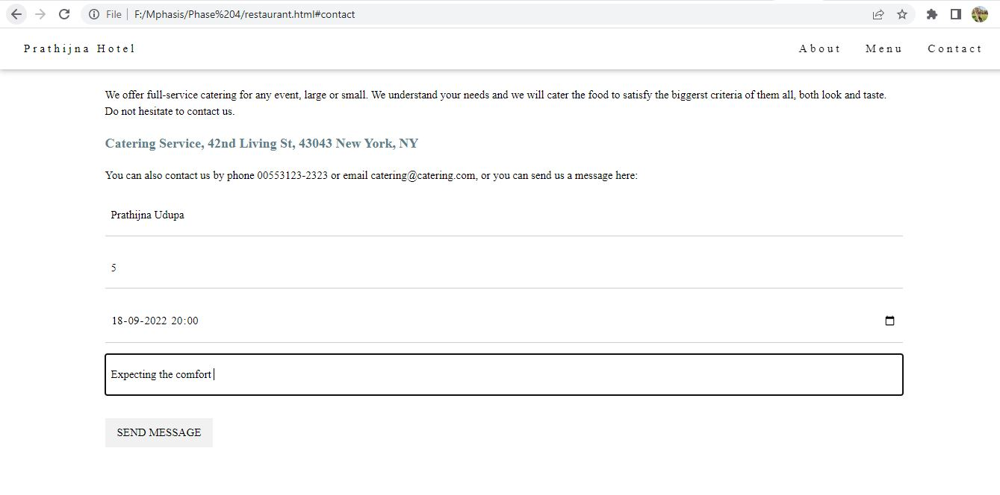 File | F:/Mphasis/Phase%204/restaurant.html#contact
Prathijna Hotel About Menu Contact
We offer full-service catering for any event, large or small. We understand your needs and we will cater the food to satisfy the biggerst criteria of them all, both look and taste.
Do not hesitate to contact us.
Catering Service, 42nd Living St, 43043 New York, NY
You can also contact us by phone 00553123-2323 or email catering@catering.com, or you can send us a message here:
Prathijna Udupa
5
18-09-2022 20:00
Expecting the comfort
SEND MESSAGE